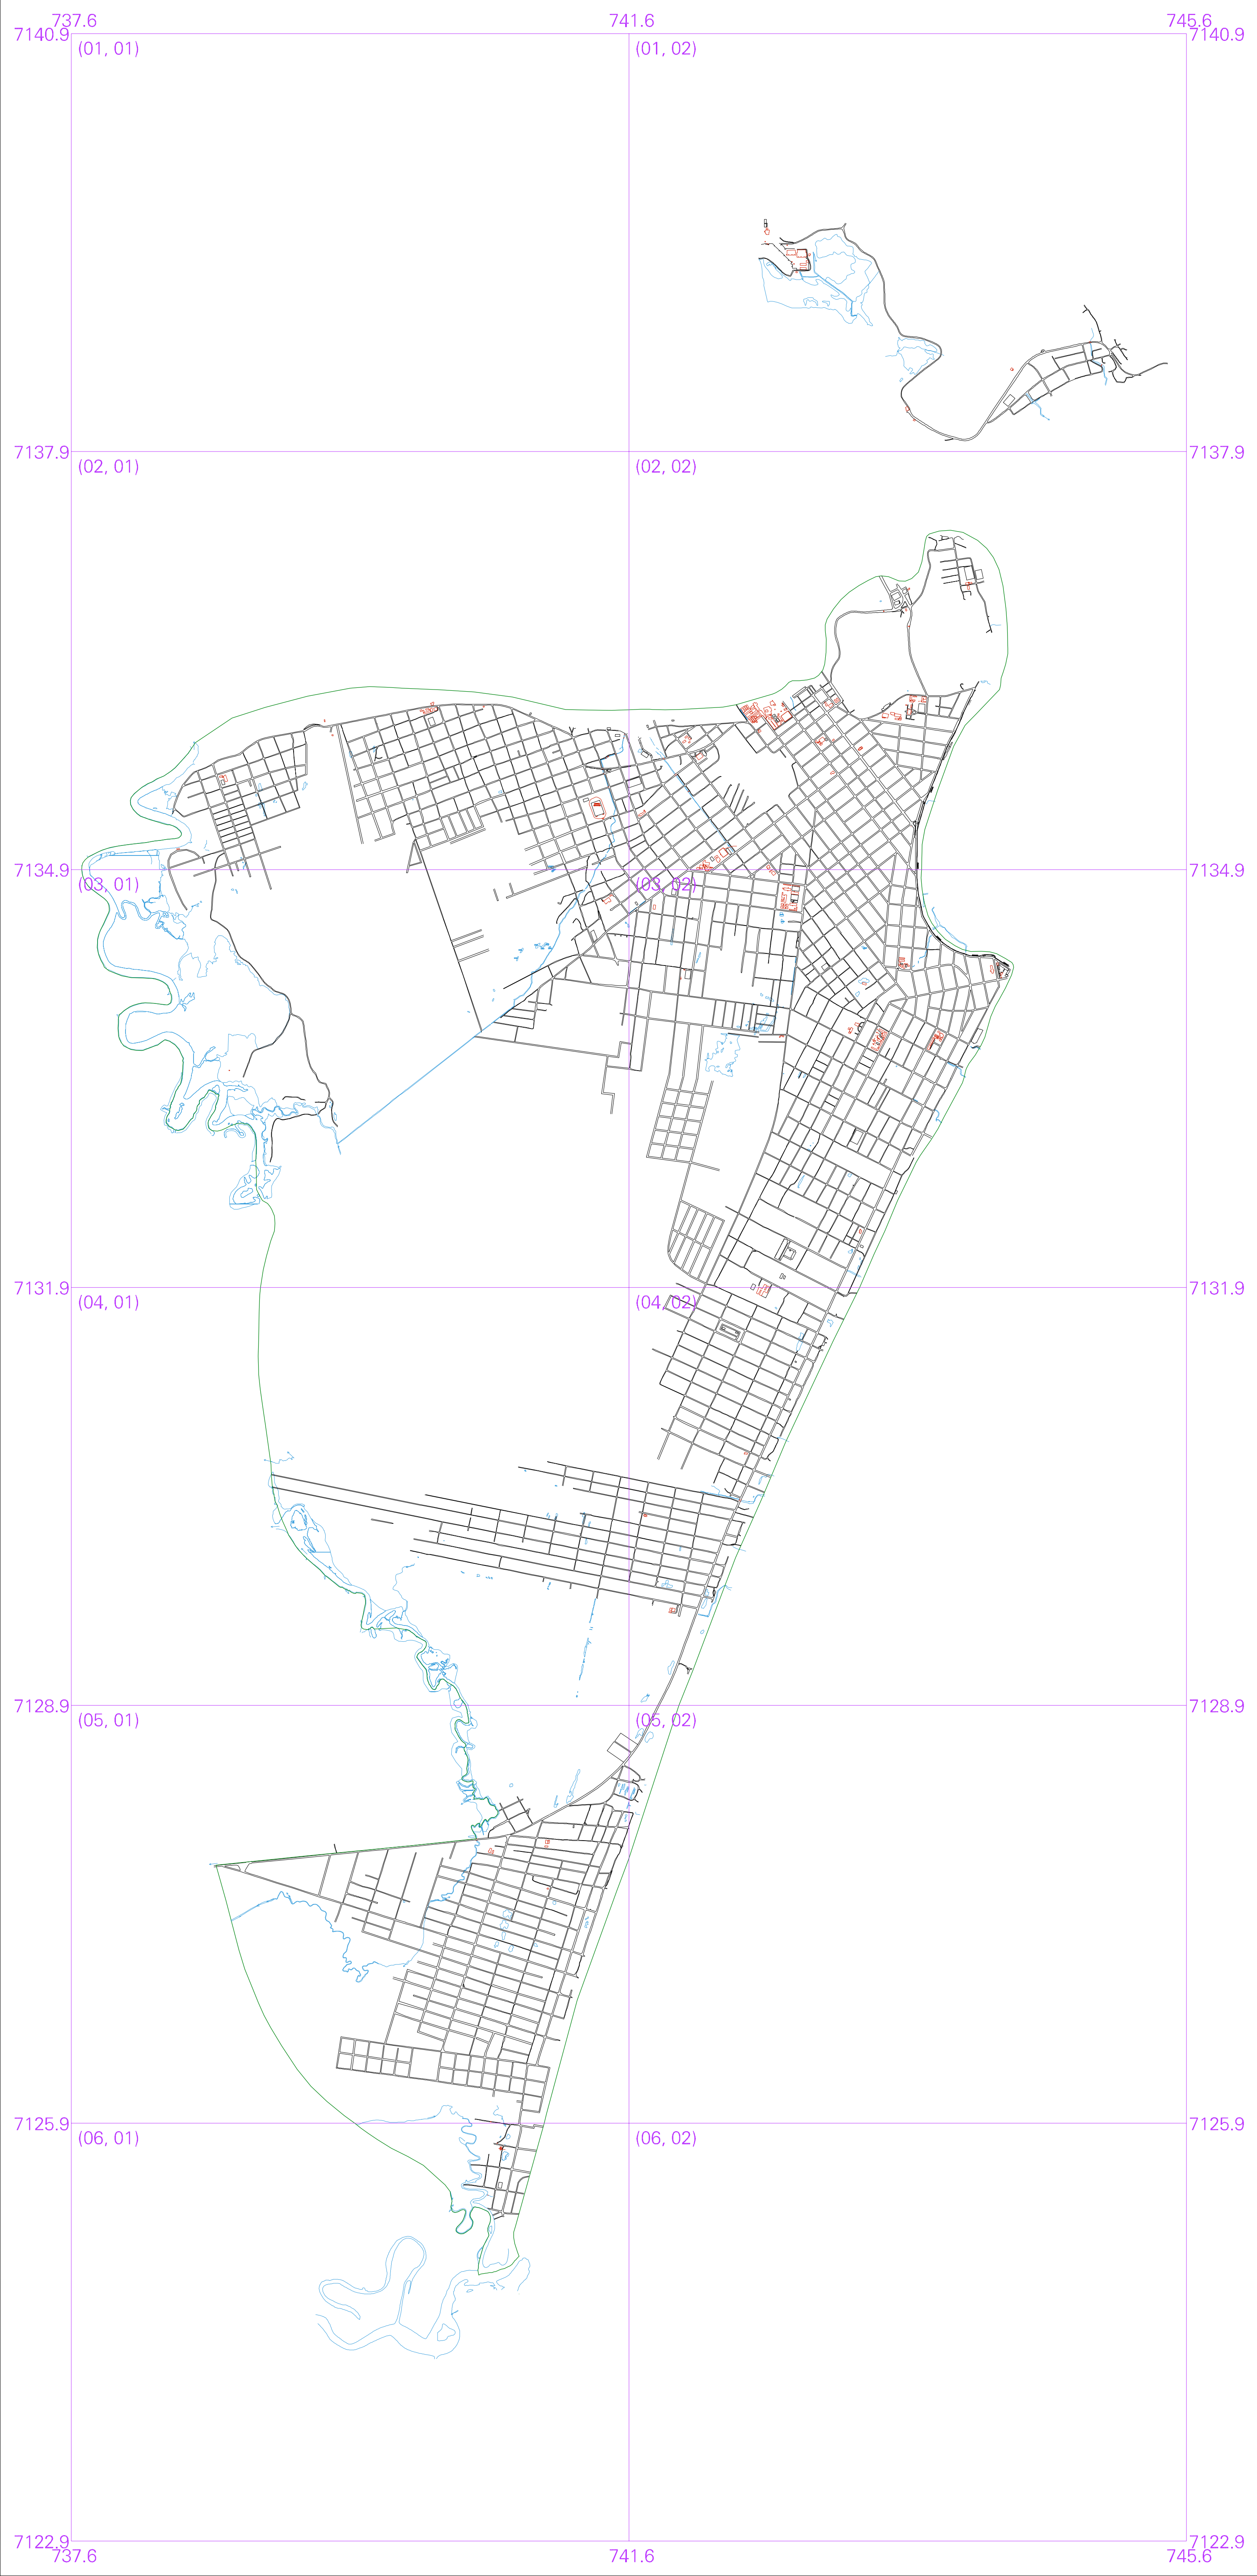 737.6 741.6 745.6
7140.9 7140.9
(01, 01) (01, 02)
7137.9 7137.9
(02, 01) (02, 02)
7134.9 7134.9
(03, 01) (03, 02)
7131.9 7131.9
(04, 01) (04, 02)
7128.9 7128.9
(05, 01) (05, 02)
7125.9 7125.9
(06, 01) (06, 02)
7122.9 7122.9
737.6 741.6 745.6